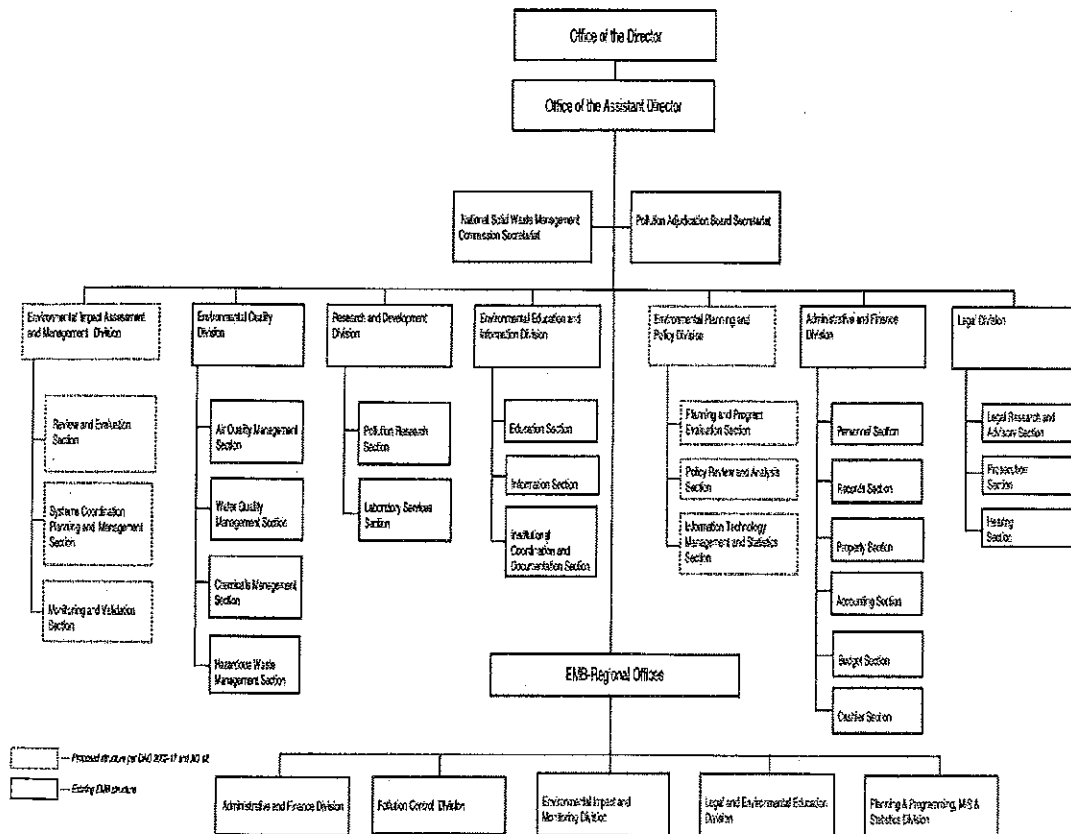 Office of the Director
Office of the Assistant Director
National Solid Waste Management
Commission Secretariat
Pollution Adjudication Board Secretariat
Environmental Impact Assessment
and Management Division
Environmental Quality
Division
Research and Development
Division
Environmental Education and
Information Division
Environmental Planning and
Policy Division
Administrative and Finance
Division
Legal Division
Review and Evaluation
Section
Systems Coordination
Planning and Management
Section
Monitoring and Validation
Section
Air Quality Management
Section
Water Quality
Management Section
Chemicals Management
Section
Hazardous Waste
Management Section
Pollution Research
Section
Laboratory Services
Section
Education Section
Information Section
Institutional
Coordination and
Documentation Section
Planning and Program
Evaluation Section
Policy Review and Analysis
Section
Information Technology
Management and Statistics
Section
Personnel Section
Records Section
Property Section
Accounting Section
Budget Section
Cashier Section
Legal Research and
Advisory Section
Prosecution
Section
Hearing
Section
EMB-Regional Offices
Administrative and Finance Division
Pollution Control Division
Environmental Impact and
Monitoring Division
Legal and Environmental Education
Division
Planning & Programming, MIS &
Statistics Division
Proposed structure per DAO 2002-17 and
Existing EMB structure